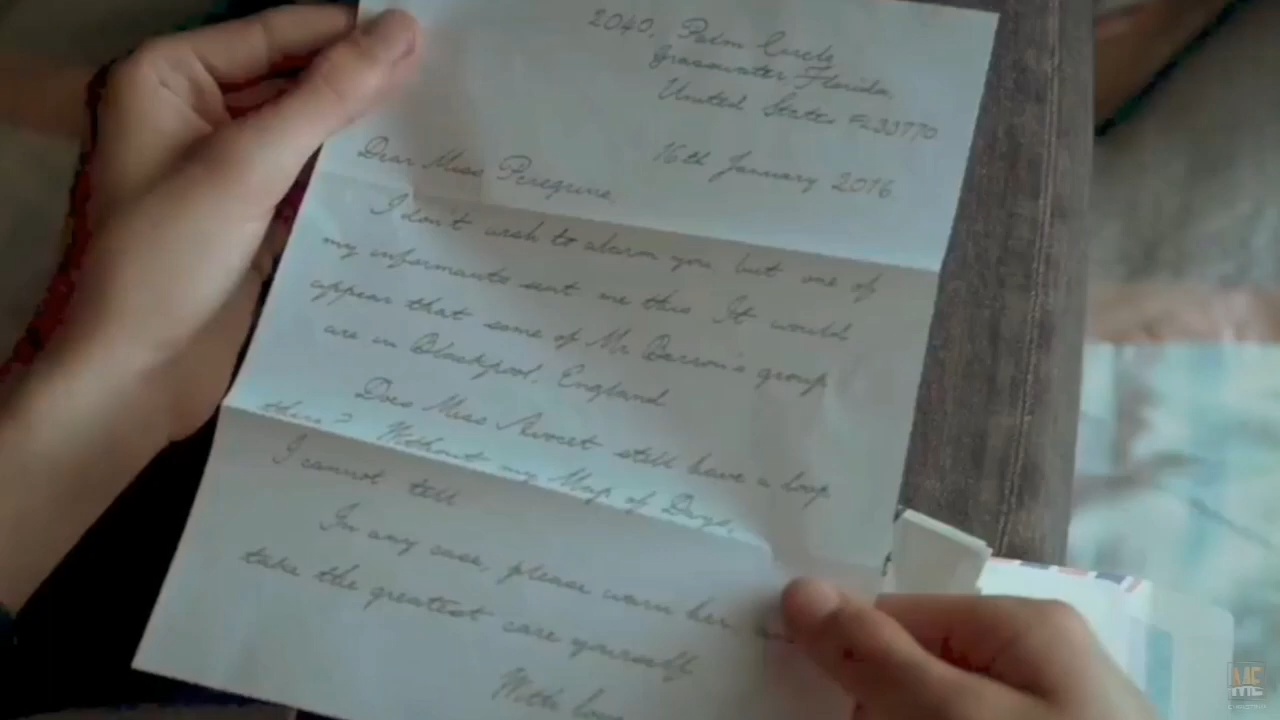 2040, Palm Circle
Grasswater Florida
United States FL33770
16th January 2016
Dear Miss Peregrine
I don't wish to alarm you but one of
my informants sent me this. It would
appear that some of Mr Barron's group
are in Blackpool, England
Does Miss Avocet still have a loop
there? Without my Map of Days,
I cannot tell
In any case, please warn her, and
take the greatest care yourself
With love
ME